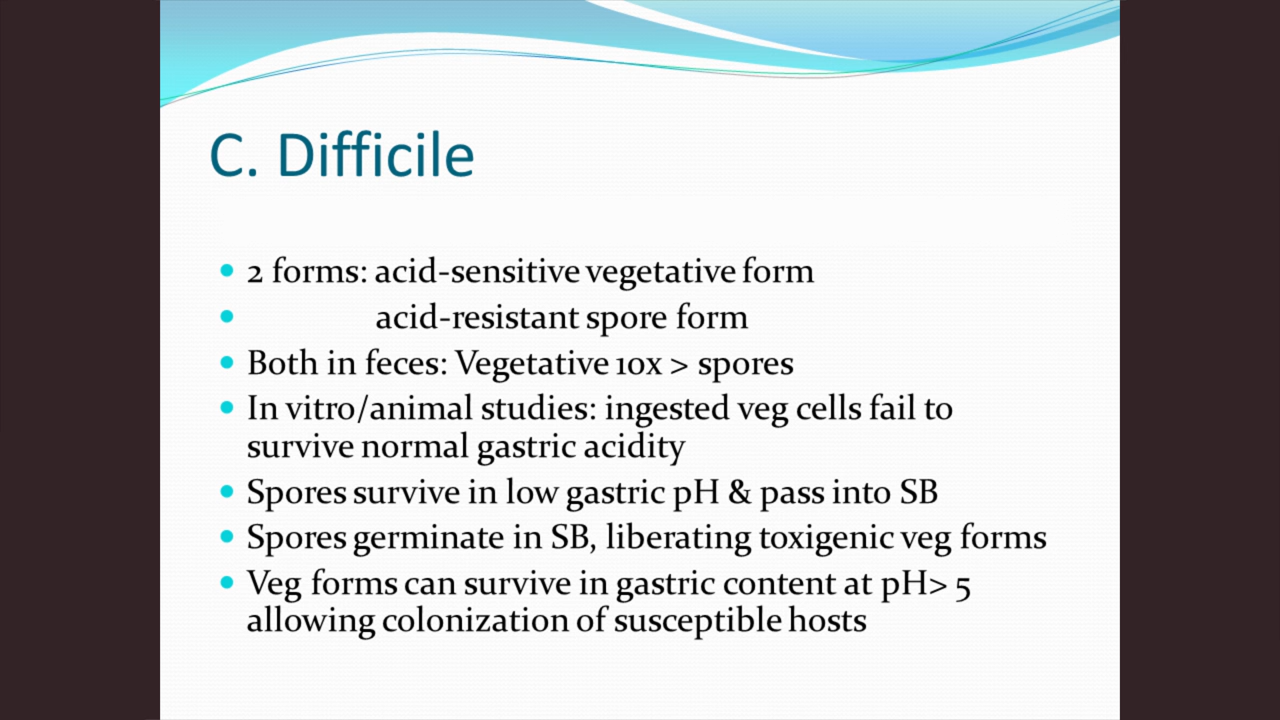 C. Difficile
2 forms: acid-sensitive vegetative form
acid-resistant spore form
Both in feces: Vegetative 10x > spores
In vitro/animal studies: ingested veg cells fail to
survive normal gastric acidity
Spores survive in low gastric pH & pass into SB
Spores germinate in SB, liberating toxigenic veg forms
Veg forms can survive in gastric content at pH> 5
allowing colonization of susceptible hosts